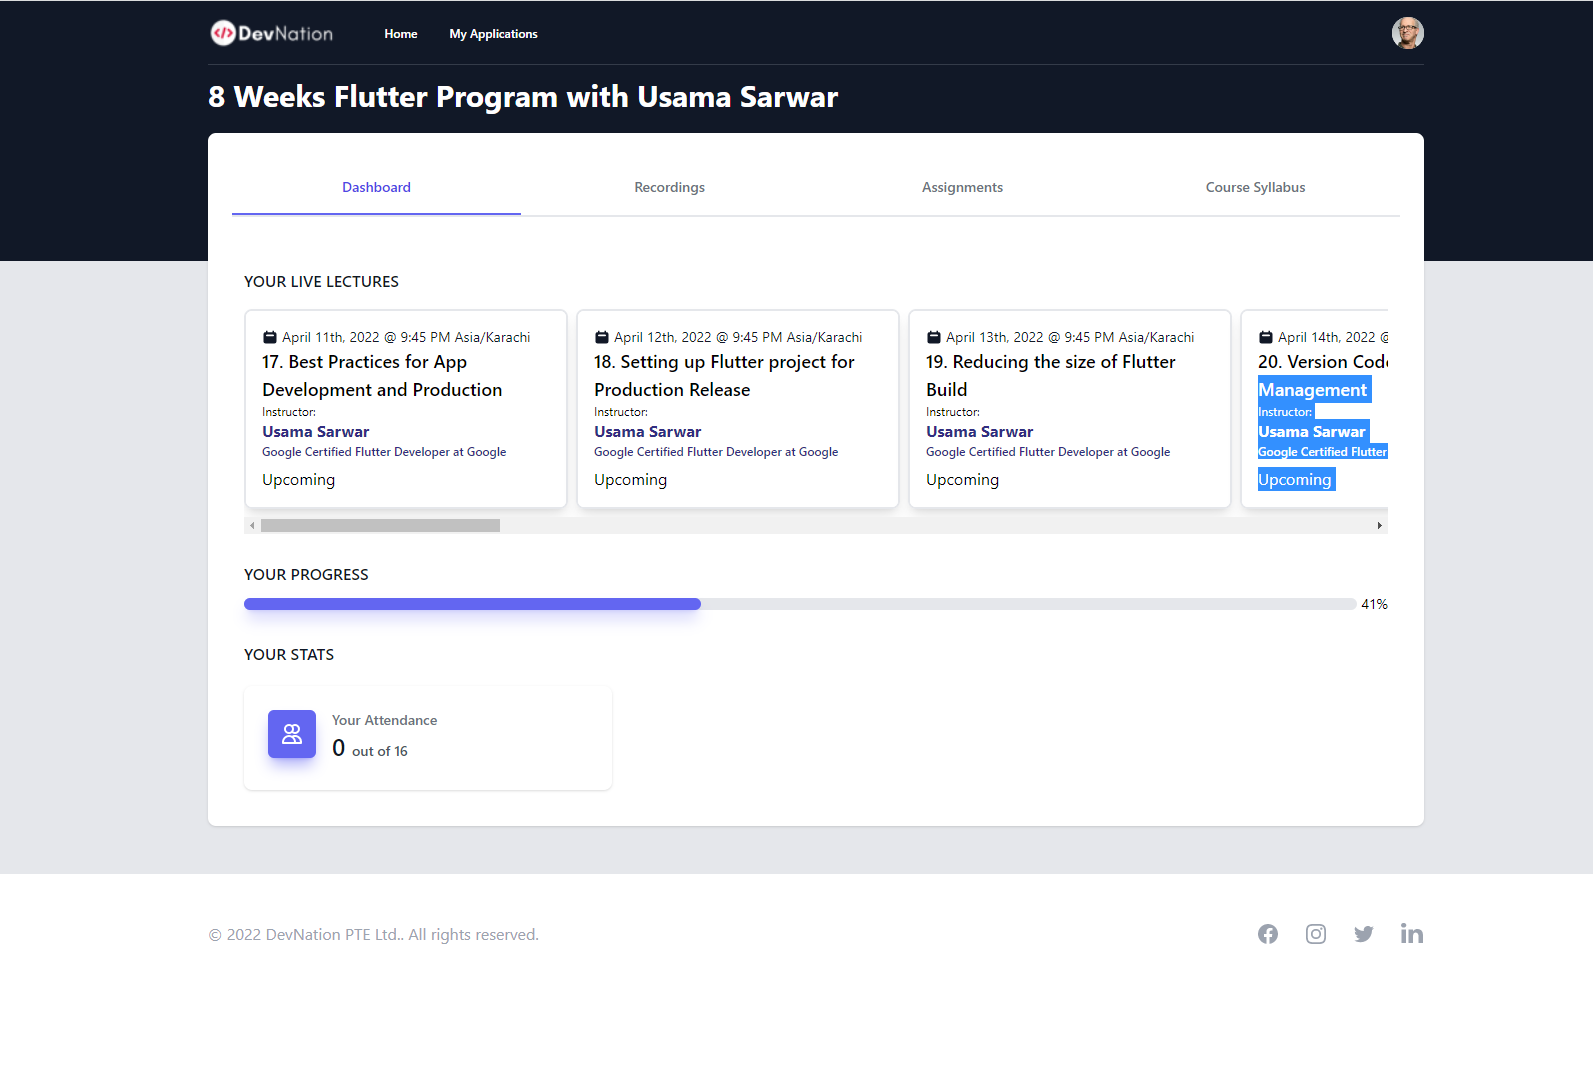 DevNation
Home
My Applications
8 Weeks Flutter Program with Usama Sarwar
Dashboard
Recordings
Assignments
Course Syllabus
YOUR LIVE LECTURES
April 11th, 2022 @ 9:45 PM Asia/Karachi
17. Best Practices for App
Development and Production
Instructor:
Usama Sarwar
Google Certified Flutter Developer at Google
Upcoming
April 12th, 2022 @ 9:45 PM Asia/Karachi
18. Setting up Flutter project for
Production Release
Instructor:
Usama Sarwar
Google Certified Flutter Developer at Google
Upcoming
April 13th, 2022 @ 9:45 PM Asia/Karachi
19. Reducing the size of Flutter
Build
Instructor:
Usama Sarwar
Google Certified Flutter Developer at Google
Upcoming
April 14th, 2022 @
20. Version Code
Management
Instructor:
Usama Sarwar
Google Certified Flutter
Upcoming
YOUR PROGRESS
41%
YOUR STATS
Your Attendance
0 out of 16
© 2022 DevNation PTE Ltd.. All rights reserved.